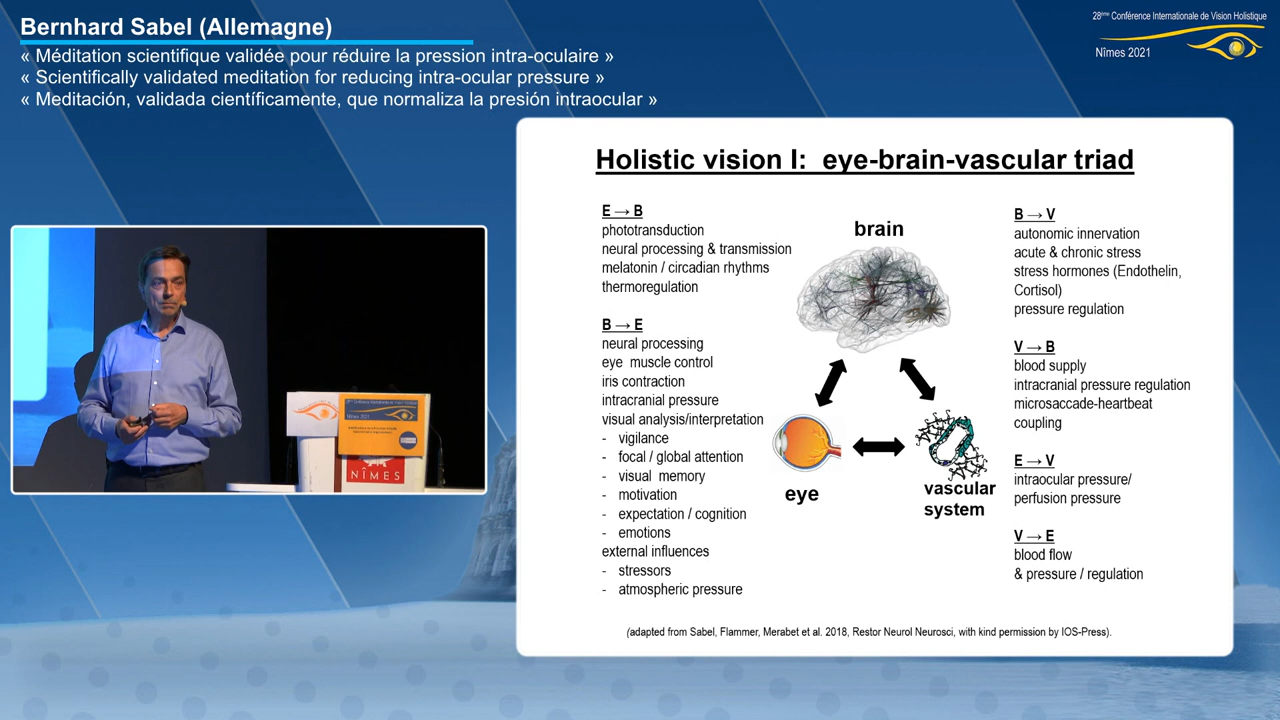 Bernhard Sabel (Allemagne)
« Méditation scientifique validée pour réduire la pression intra-oculaire »
« Scientifically validated meditation for reducing intra-ocular pressure »
« Meditación, validada científicamente, que normaliza la presión intraocular »
28ème Conférence Internationale de Vision Holistique
Nîmes 2021
Holistic vision I: eye-brain-vascular triad
E → B
phototransduction
neural processing & transmission
melatonin / circadian rhythms
thermoregulation
B → E
neural processing
eye muscle control
iris contraction
intracranial pressure
visual analysis/interpretation
- vigilance
- focal / global attention
- visual memory
- motivation
- expectation / cognition
- emotions
external influences
- stressors
- atmospheric pressure
brain
eye
vascular
system
B → V
autonomic innervation
acute & chronic stress
stress hormones (Endothelin,
Cortisol)
pressure regulation
V → B
blood supply
intracranial pressure regulation
microsaccade-heartbeat
coupling
E → V
intraocular pressure/
perfusion pressure
V → E
blood flow
& pressure / regulation
(adapted from Sabel, Flammer, Merabet et al. 2018, Restor Neurol Neurosci, with kind permission by IOS-Press).
Nîmes 2021
NÎMES